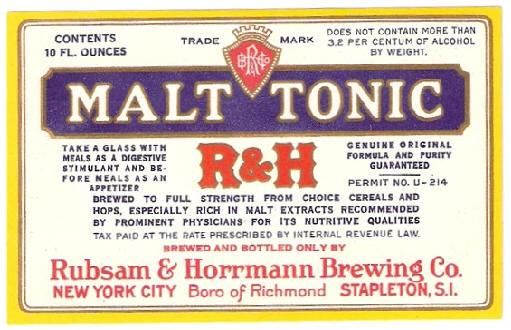 CONTENTS
10 FL. OUNCES
TRADE MARK
DOES NOT CONTAIN MORE THAN
3.2 PER CENTUM OF ALCOHOL
BY WEIGHT.
MALT TONIC
TAKE A GLASS WITH
MEALS AS A DIGESTIVE
STIMULANT AND BE-
FORE MEALS AS AN
APPETIZER
R&H
GENUINE ORIGINAL
FORMULA AND PURITY
GUARANTEED
PERMIT NO. U-214
BREWED TO FULL STRENGTH FROM CHOICE CEREALS AND
HOPS, ESPECIALLY RICH IN MALT EXTRACTS RECOMMENDED
BY PROMINENT PHYSICIANS FOR ITS NUTRITIVE QUALITIES
TAX PAID AT THE RATE PRESCRIBED BY INTERNAL REVENUE LAW.
BREWED AND BOTTLED ONLY BY
Rubsam & Horrmann Brewing Co.
NEW YORK CITY Boro of Richmond STAPLETON, S.I.